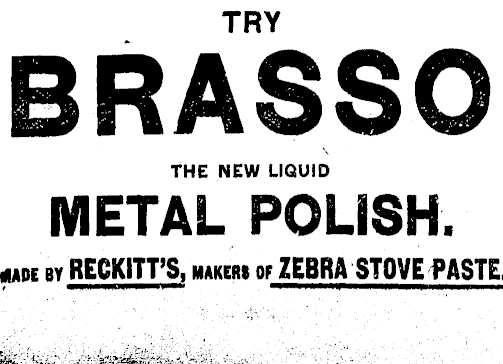 TRY
BRASSO
THE NEW LIQUID
METAL POLISH.
MADE BY RECKITT'S, MAKERS OF ZEBRA STOVE PASTE.